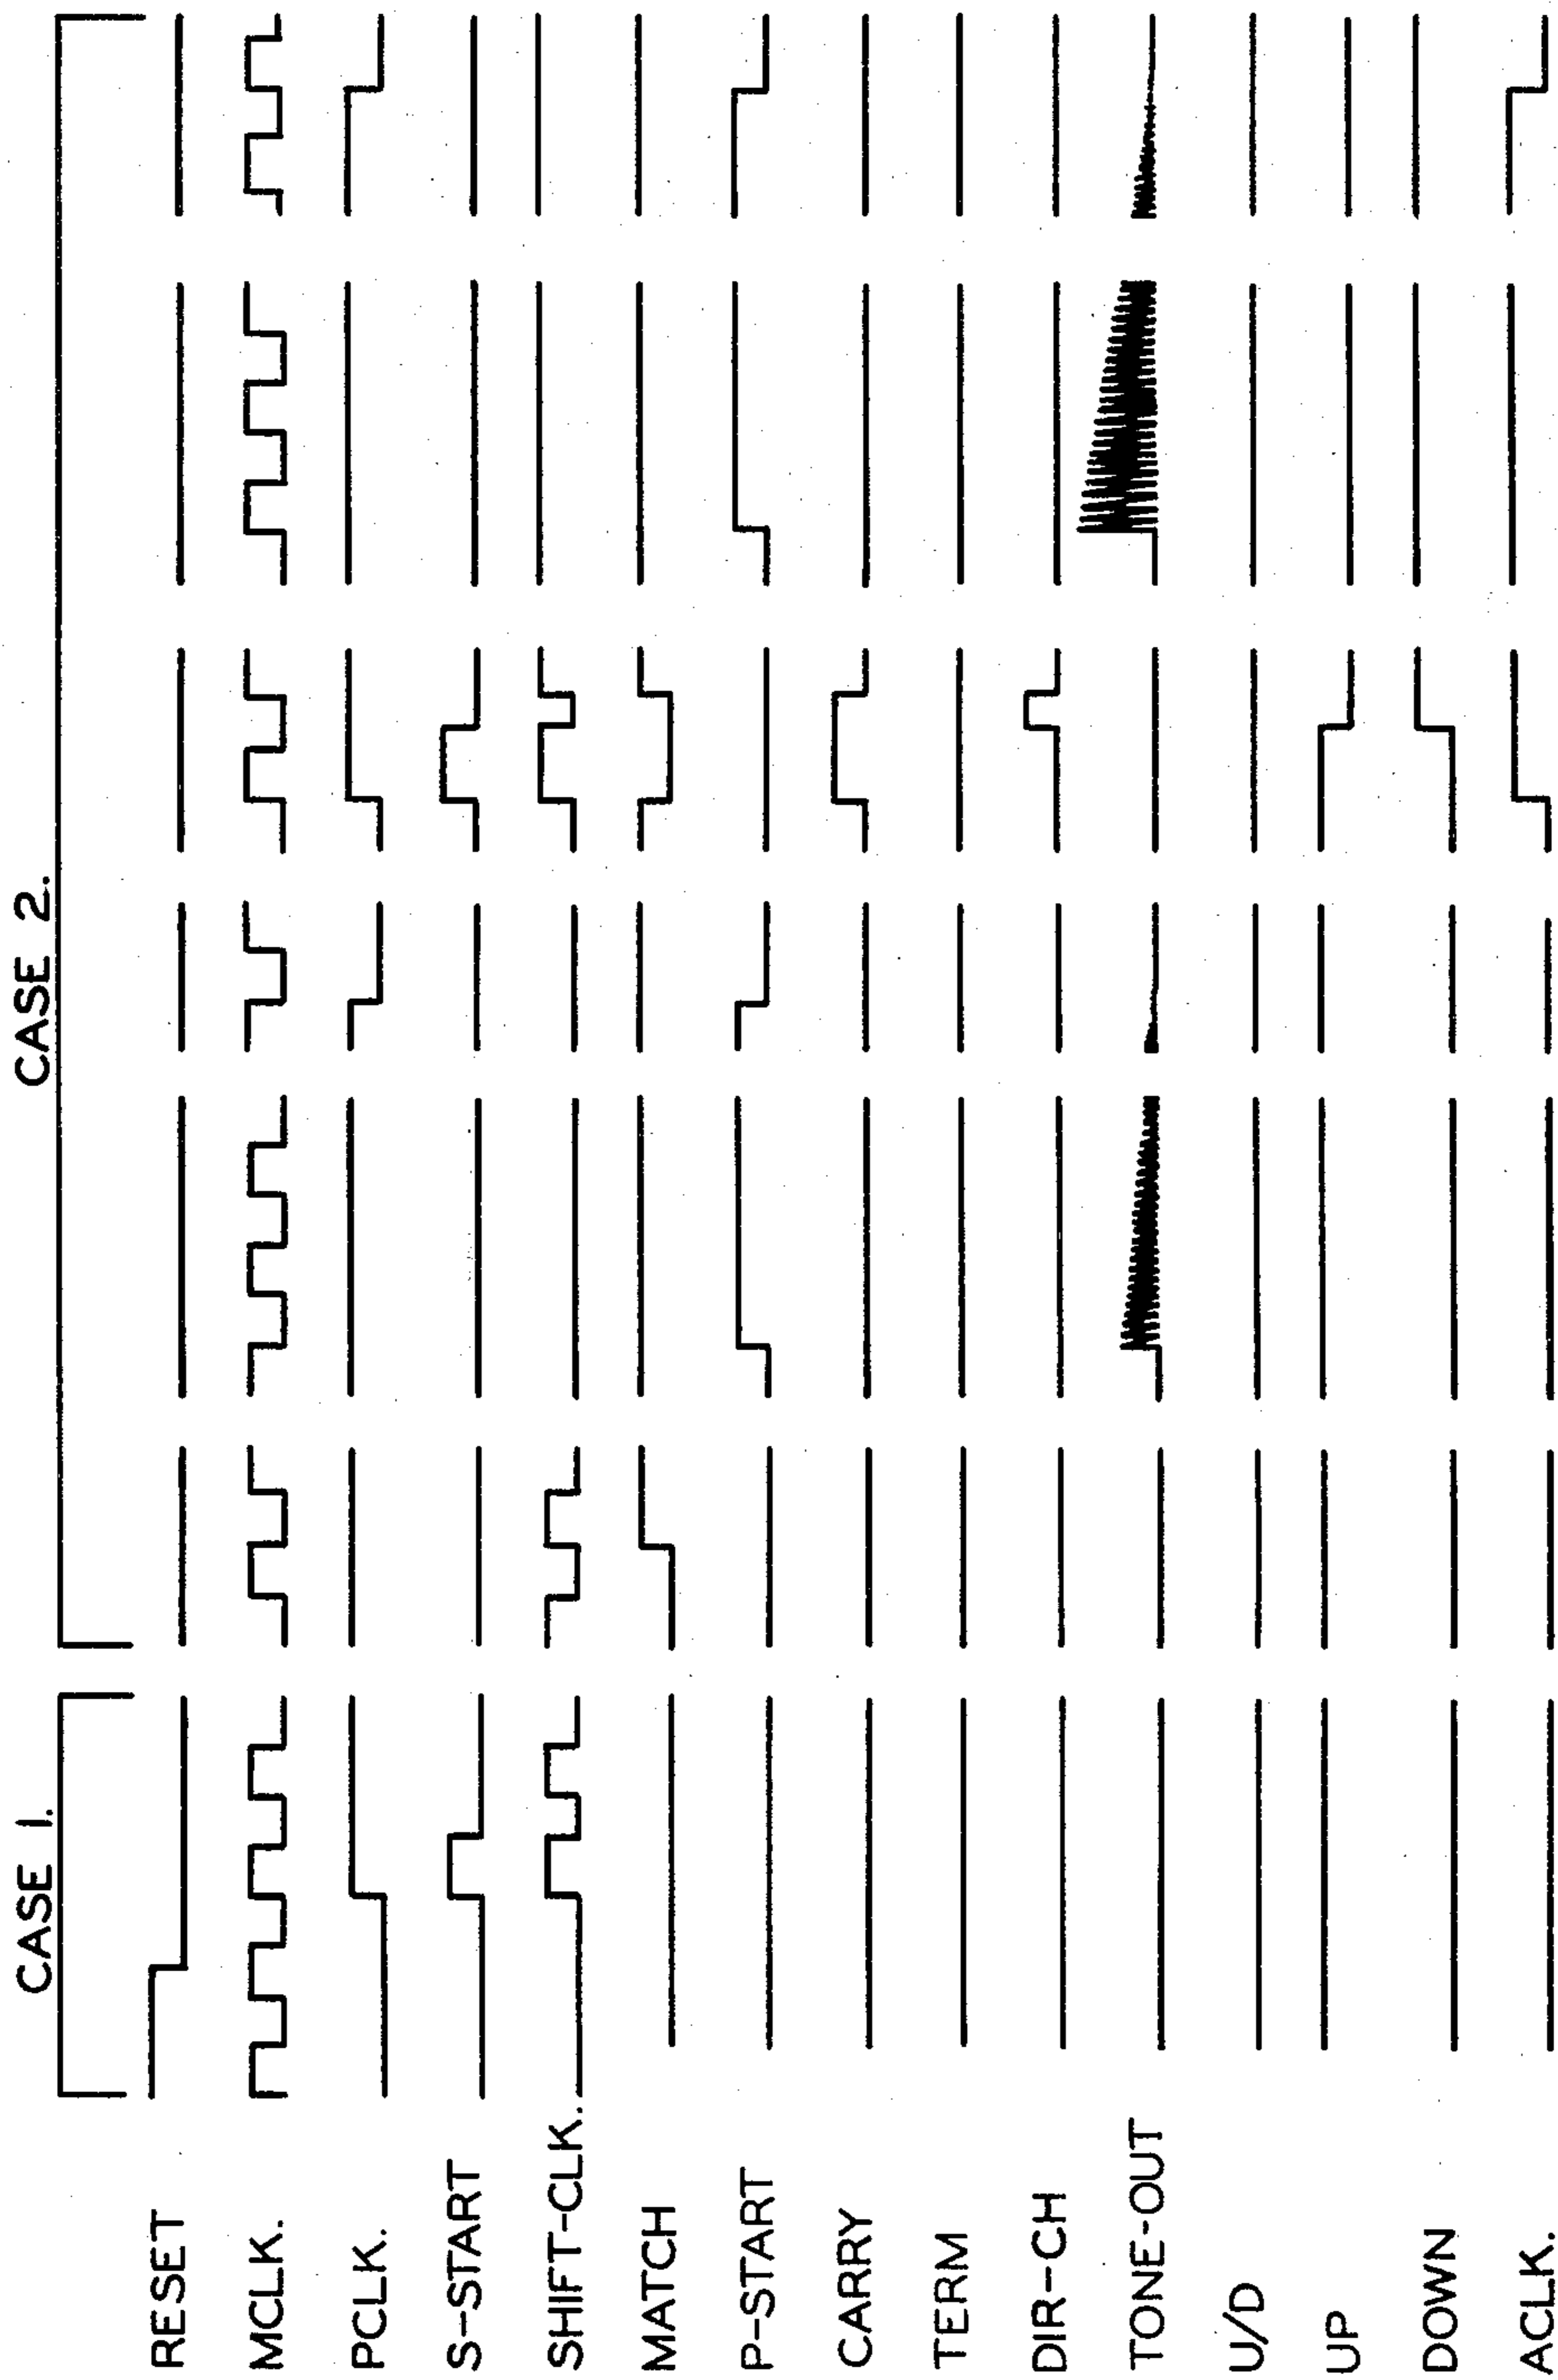 CASE 1.
CASE 2.
RESET
MCLK.
PCLK.
S-START
SHIFT-CLK.
MATCH
P-START
CARRY
TERM
DIR-CH
TONE-OUT
U/D
UP
DOWN
ACLK.